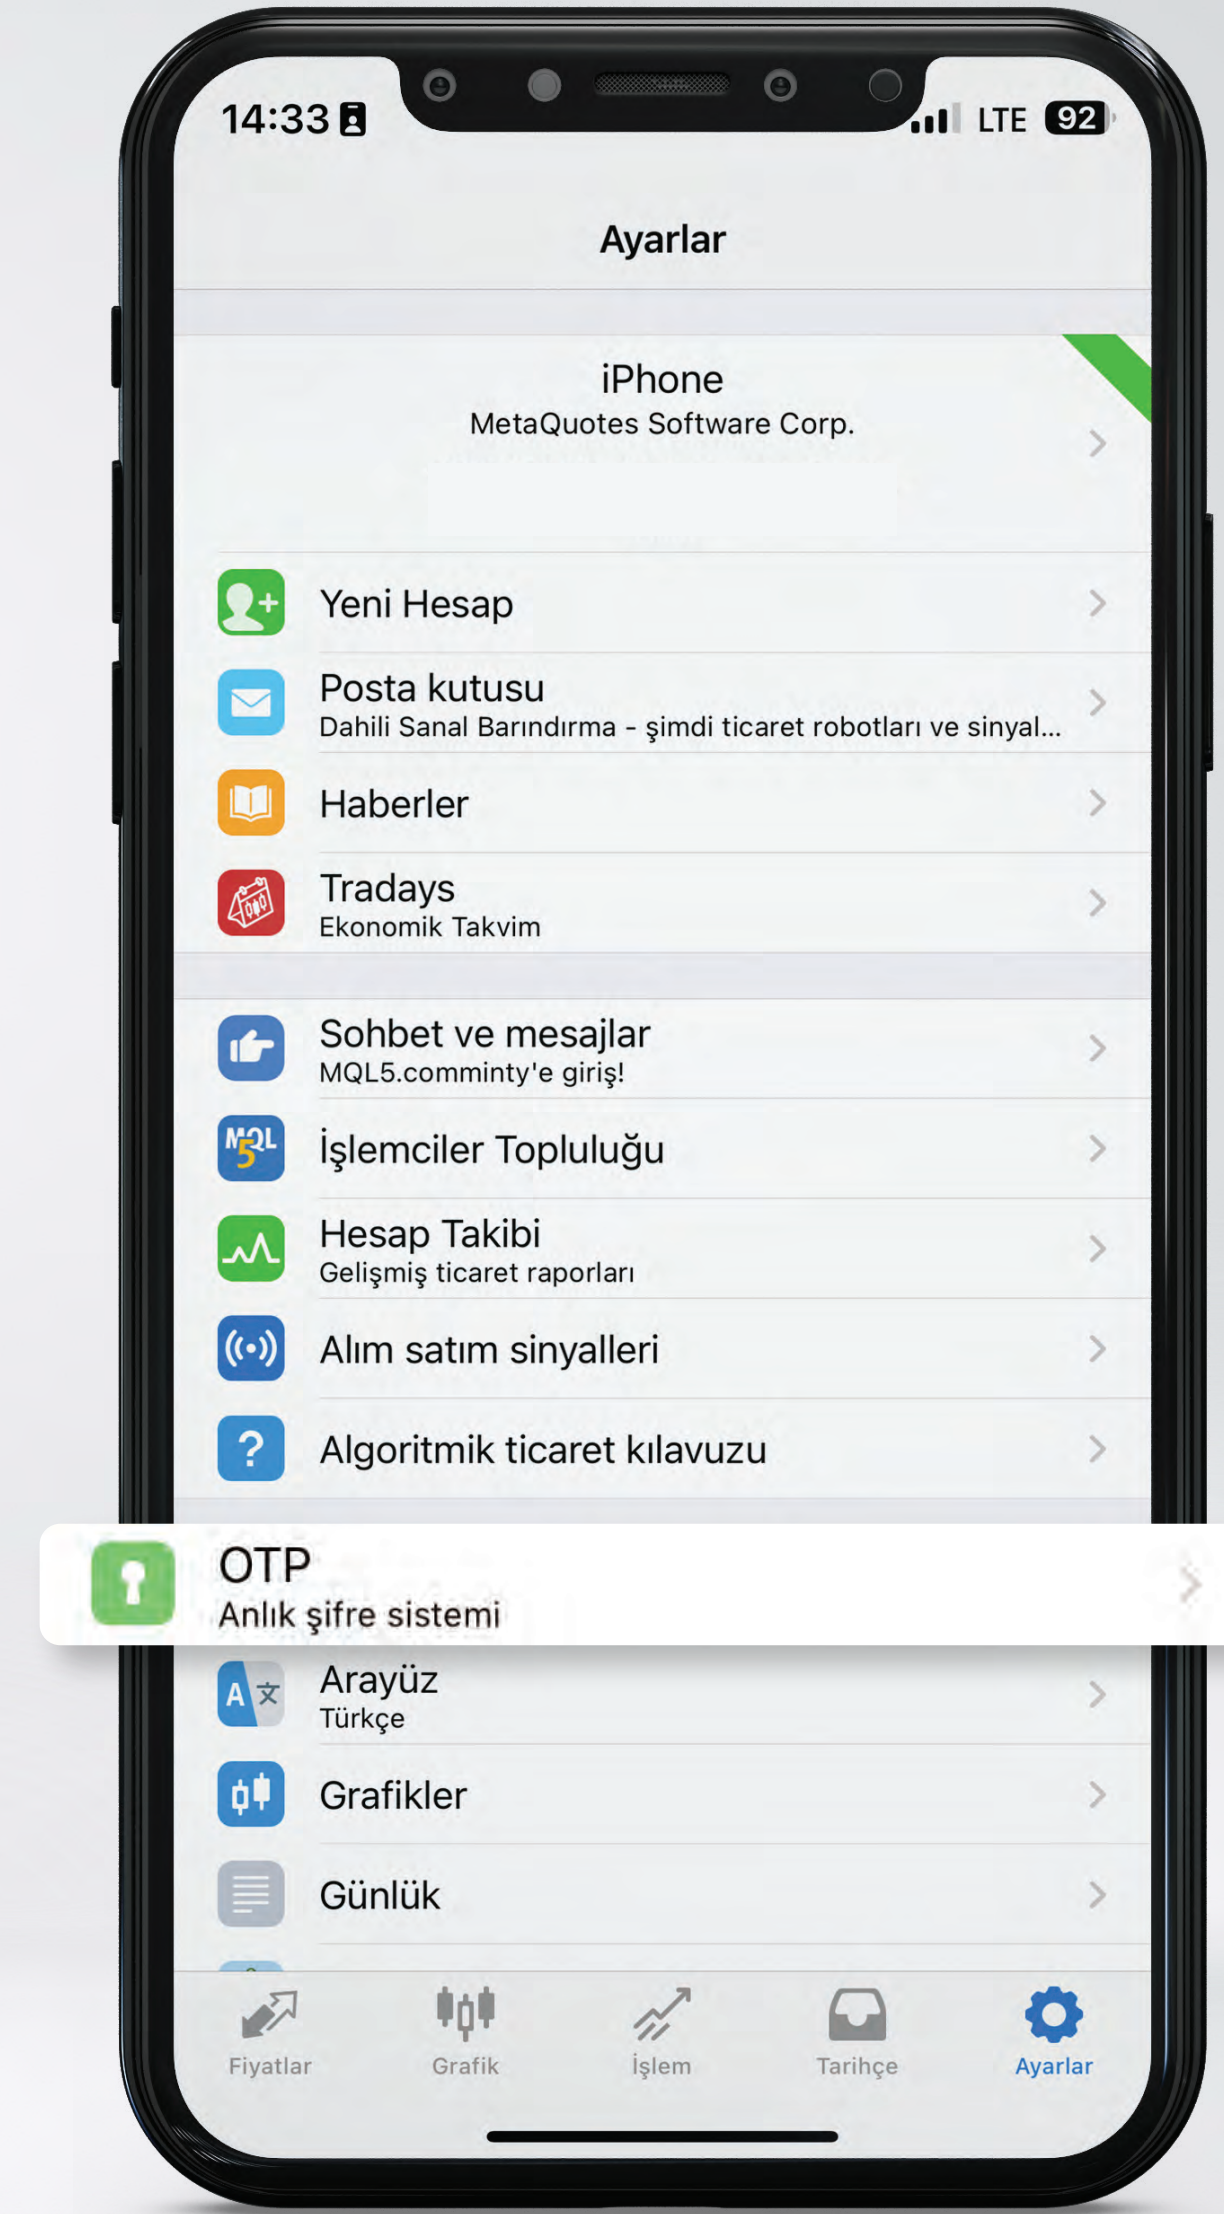 14:33
LTE 92
Ayarlar
iPhone
MetaQuotes Software Corp.
Yeni Hesap
Posta kutusu
Dahili Sanal Barındırma - şimdi ticaret robotları ve sinyal...
Haberler
Tradays
Ekonomik Takvim
Sohbet ve mesajlar
MQL5.comminty'e giriş!
MQL
5
İşlemciler Topluluğu
Hesap Takibi
Gelişmiş ticaret raporları
Alım satım sinyalleri
?
Algoritmik ticaret kılavuzu
OTP
Anlık şifre sistemi
A 文
Arayüz
Türkçe
Grafikler
Günlük
Fiyatlar
Grafik
İşlem
Tarihçe
Ayarlar